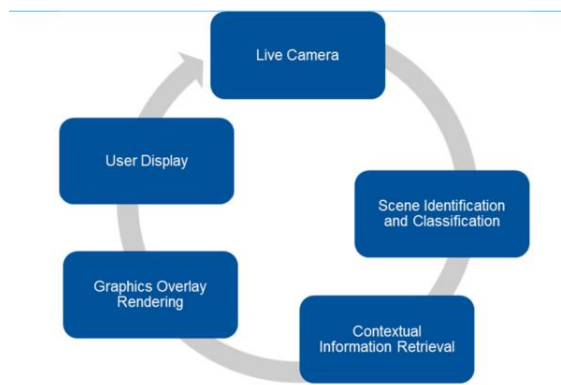 Live Camera
Scene Identification
and Classification
Contextual
Information Retrieval
Graphics Overlay
Rendering
User Display